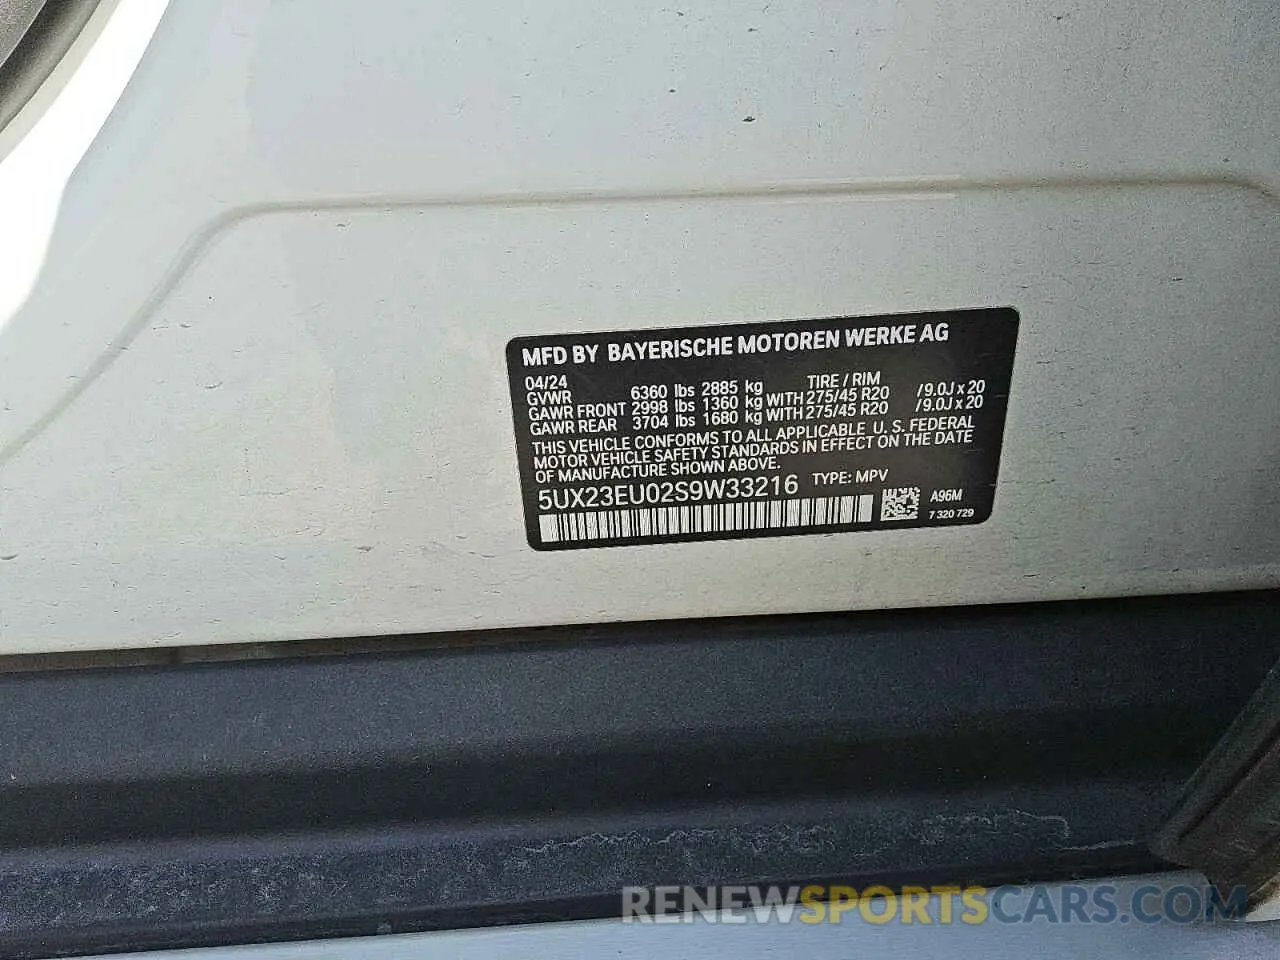 MFD BY BAYERISCHE MOTOREN WERKE AG
04/24 TIRE / RIM
GVWR 6360 lbs 2885 kg
GAWR FRONT 2998 lbs 1360 kg WITH 275/45 R20 / 9.0J x 20
GAWR REAR 3704 lbs 1680 kg WITH 275/45 R20 / 9.0J x 20
THIS VEHICLE CONFORMS TO ALL APPLICABLE U. S. FEDERAL
MOTOR VEHICLE SAFETY STANDARDS IN EFFECT ON THE DATE
OF MANUFACTURE SHOWN ABOVE.
5UX23EU02S9W33216 TYPE: MPV
A96M
7 320 729
RENEWSPORTSCARS.COM